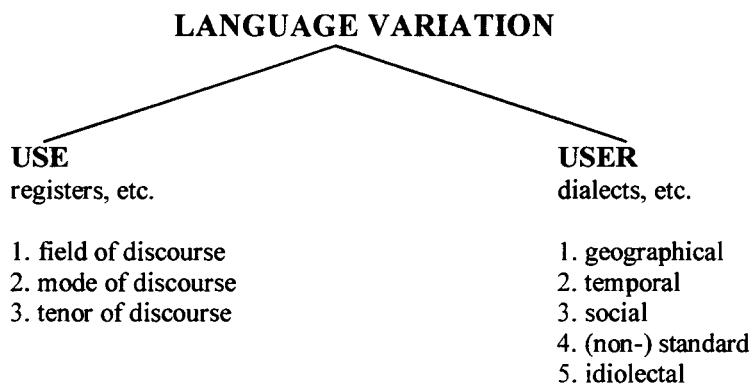 LANGUAGE VARIATION
USE
registers, etc.
1. field of discourse
2. mode of discourse
3. tenor of discourse
USER
dialects, etc.
1. geographical
2. temporal
3. social
4. (non-) standard
5. idiolectal